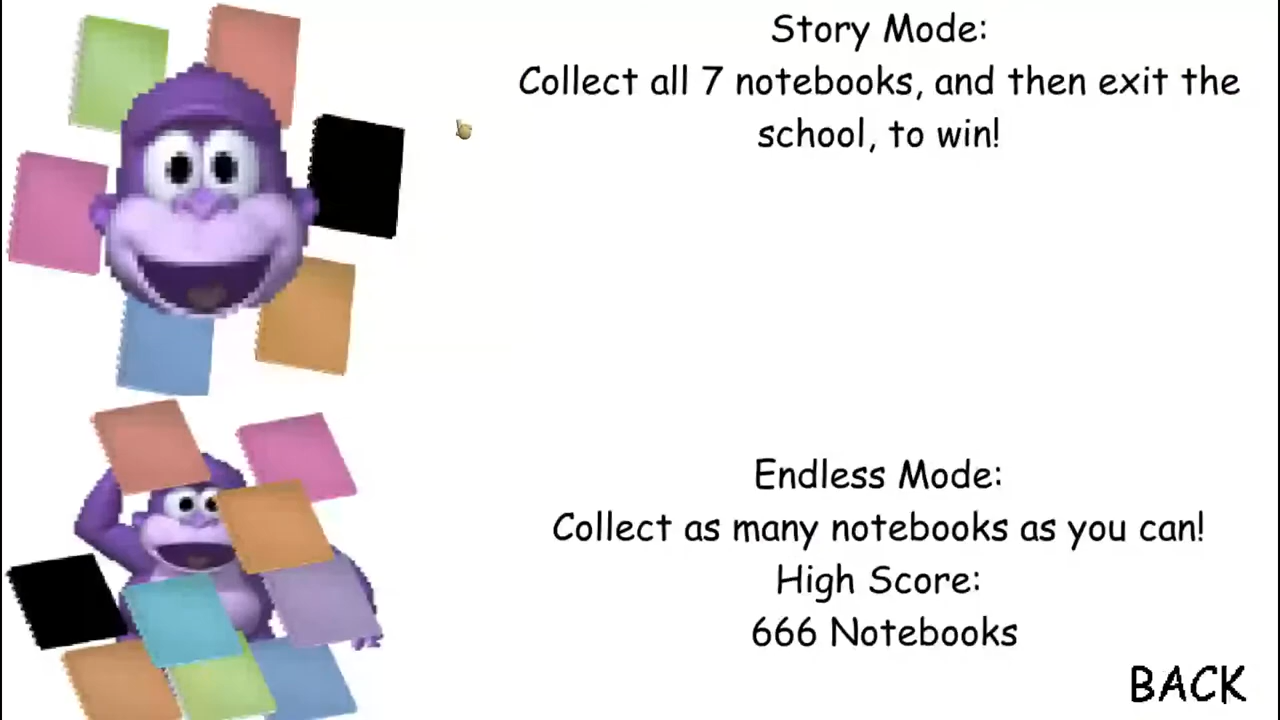 Story Mode:
Collect all 7 notebooks, and then exit the
school, to win!
Endless Mode:
Collect as many notebooks as you can!
High Score:
666 Notebooks
BACK